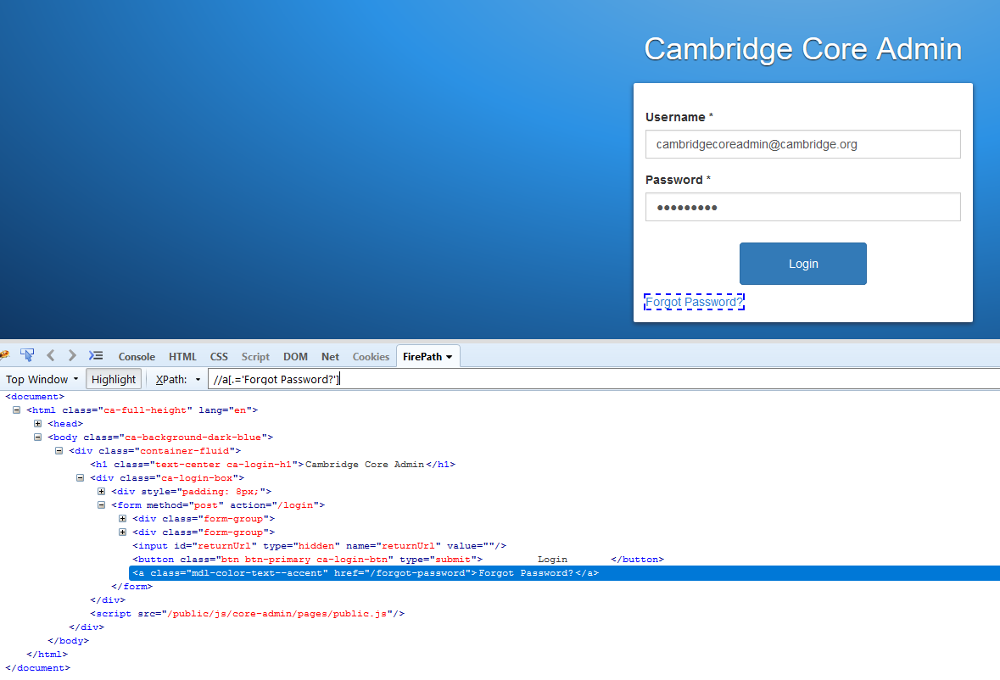 Cambridge Core Admin
Username *
cambridgecoreadmin@cambridge.org
Password *
●●●●●●●●●
Login
Forgot Password?
Console HTML CSS Script DOM Net Cookies FirePath
Top Window Highlight XPath: //a[.='Forgot Password?']
<document>
<html class="ca-full-height" lang="en">
<head>
<body class="ca-background-dark-blue">
<div class="container-fluid">
<h1 class="text-center ca-login-h1">Cambridge Core Admin</h1>
<div class="ca-login-box">
<div style="padding: 8px;">
<form method="post" action="/login">
<div class="form-group">
<div class="form-group">
<input id="returnUrl" type="hidden" name="returnUrl" value=""/>
<button class="btn btn-primary ca-login-btn" type="submit"> Login </button>
<a class="mdl-color-text--accent" href="/forgot-password">Forgot Password?</a>
</form>
</div>
<script src="/public/js/core-admin/pages/public.js"/>
</div>
</body>
</html>
</document>